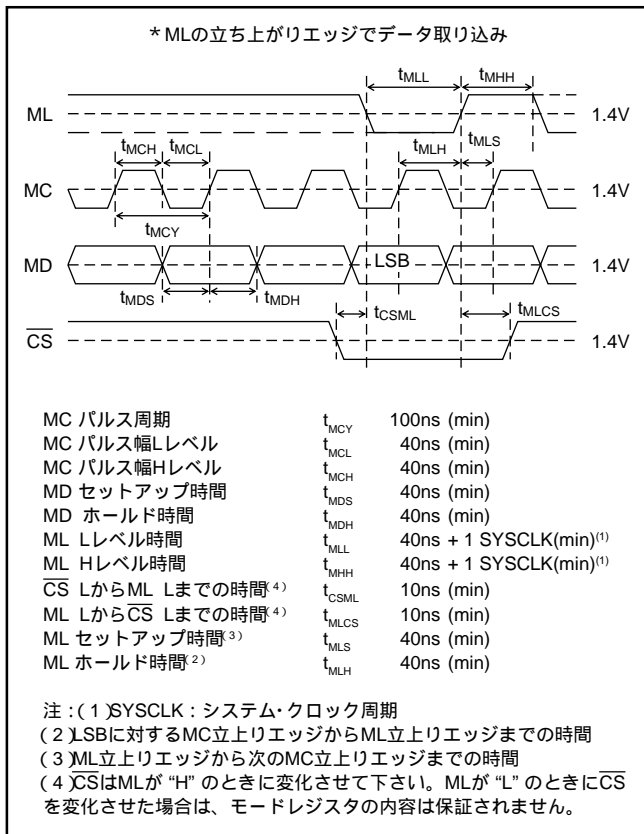 *MLの立ち上がりエッジでデータ取り込み
tMLL tMHH
ML 1.4V
tMCH tMCL tMLH tMLS
MC 1.4V
tMCY
MD LSB 1.4V
tMDS tMDH
tCSML tMLCS
CS 1.4V
MC パルス周期 tMCY 100ns (min)
MC パルス幅Lレベル tMCL 40ns (min)
MC パルス幅Hレベル tMCH 40ns (min)
MD セットアップ時間 tMDS 40ns (min)
MD ホールド時間 tMDH 40ns (min)
ML Lレベル時間 tMLL 40ns + 1 SYSCLK(min)(1)
ML Hレベル時間 tMHH 40ns + 1 SYSCLK(min)(1)
CS LからML Lまでの時間(4) tCSML 10ns (min)
ML LからCS Lまでの時間(4) tMLCS 10ns (min)
ML セットアップ時間(3) tMLS 40ns (min)
ML ホールド時間(2) tMLH 40ns (min)
注:(1)SYSCLK:システム・クロック周期
(2)LSBに対するMC立上りエッジからML立上りエッジまでの時間
(3)ML立上りエッジから次のMC立上りエッジまでの時間
(4)CSはMLが “H” のときに変化させて下さい。MLが “L” のときにCS
を変化させた場合は、モードレジスタの内容は保証されません。